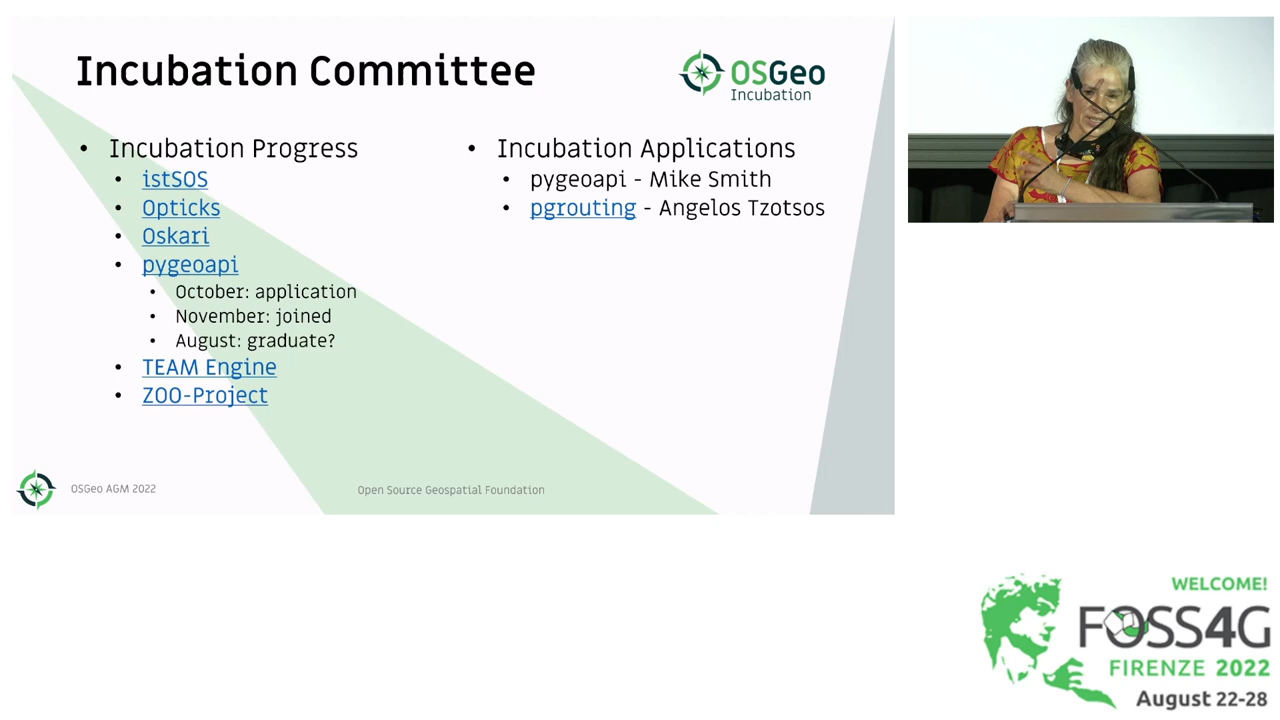 Incubation Committee
OSGeo
Incubation
• Incubation Progress
• istSOS
• Opticks
• Oskari
• pygeoapi
• October: application
• November: joined
• August: graduate?
• TEAM Engine
• ZOO-Project
• Incubation Applications
• pygeoapi - Mike Smith
• pgrouting - Angelos Tzotsos
OSGeo AGM 2022
Open Source Geospatial Foundation
WELCOME!
FOSS4G
FIRENZE 2022
August 22-28